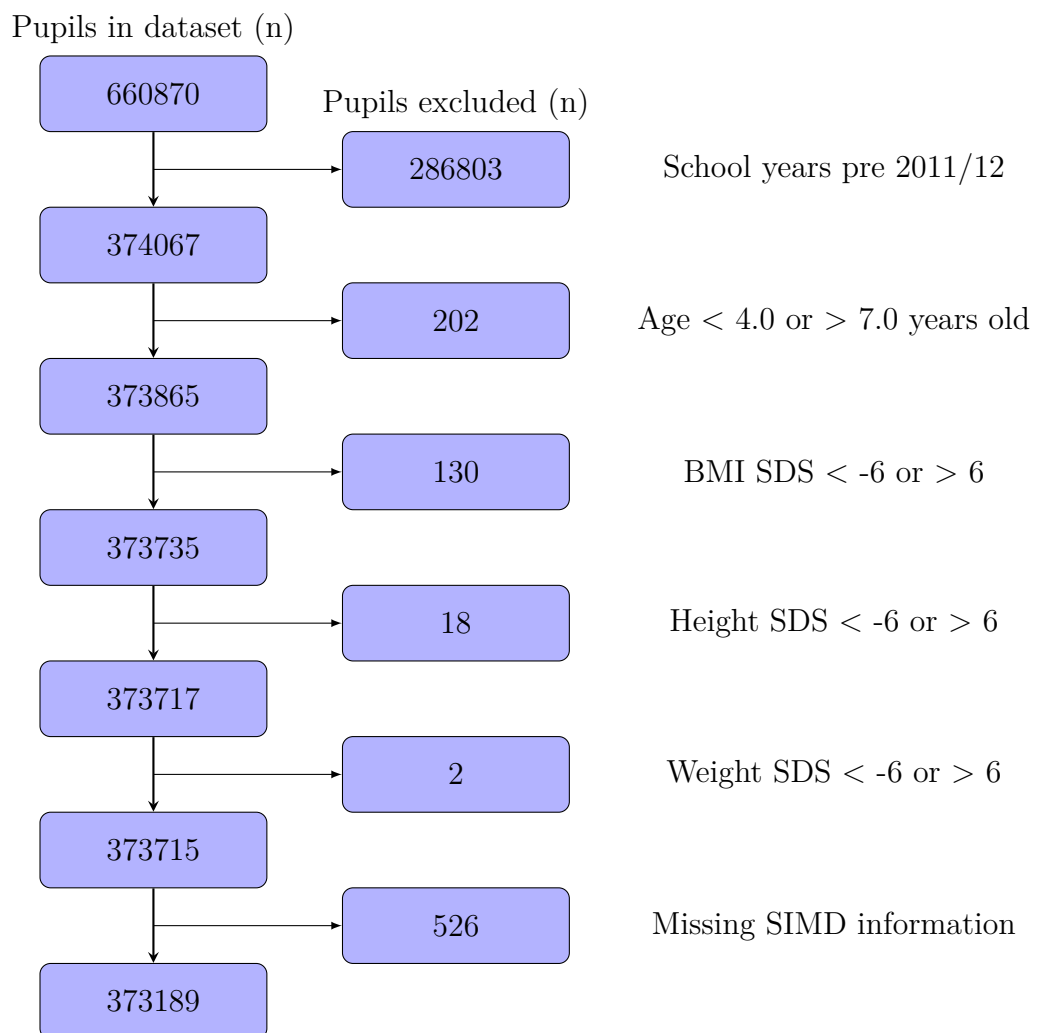 Pupils in dataset (n)
660870
Pupils excluded (n)
286803
School years pre 2011/12
374067
202
Age < 4.0 or > 7.0 years old
373865
130
BMI SDS < -6 or > 6
373735
18
Height SDS < -6 or > 6
373717
2
Weight SDS < -6 or > 6
373715
526
Missing SIMD information
373189